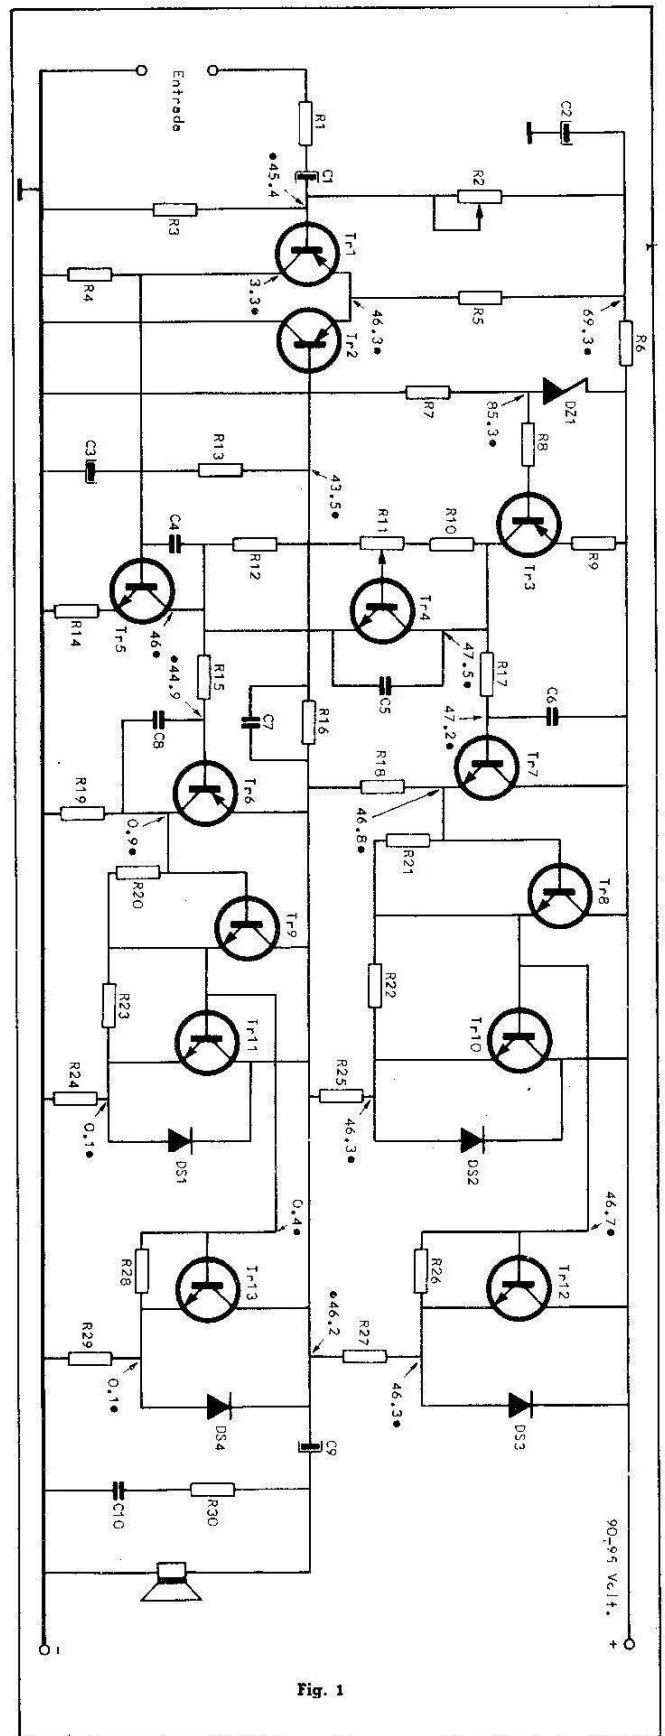 Entrada
R1
C1
•45.4
R2
C2
R3
Tr1
R4
3.3•
46.3•
R5
69.3•
R6
Tr2
R7
85.3•
DZ1
R8
C3
R13
43.5•
C4
R12
R11
R10
Tr3
R9
Tr4
R14
Tr5
46•
•44.9
R15
47.5•
R17
C5
C6
47.2•
C8
C7
R16
Tr7
R18
Tr6
R19
0.9•
46.8•
R20
R21
Tr9
Tr8
R23
R22
Tr11
Tr10
R24
0.1•
R25
46.3•
DS1
DS2
0.4•
46.7•
R28
Tr13
R26
Tr12
•46.2
R29
0.1•
R27
46.3•
DS4
DS3
C9
C10
R30
90-95 Volt.
-
+
Fig. 1